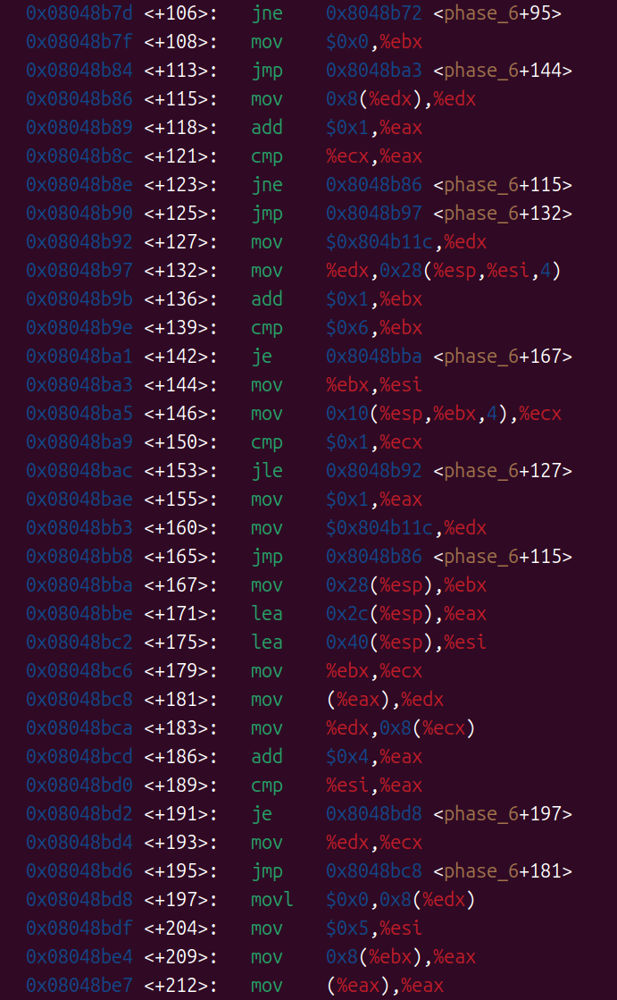 0x08048b7d <+106>: jne 0x8048b72 <phase_6+95>
0x08048b7f <+108>: mov $0x0,%ebx
0x08048b84 <+113>: jmp 0x8048ba3 <phase_6+144>
0x08048b86 <+115>: mov 0x8(%edx),%edx
0x08048b89 <+118>: add $0x1,%eax
0x08048b8c <+121>: cmp %ecx,%eax
0x08048b8e <+123>: jne 0x8048b86 <phase_6+115>
0x08048b90 <+125>: jmp 0x8048b97 <phase_6+132>
0x08048b92 <+127>: mov $0x804b11c,%edx
0x08048b97 <+132>: mov %edx,0x28(%esp,%esi,4)
0x08048b9b <+136>: add $0x1,%ebx
0x08048b9e <+139>: cmp $0x6,%ebx
0x08048ba1 <+142>: je 0x8048bba <phase_6+167>
0x08048ba3 <+144>: mov %ebx,%esi
0x08048ba5 <+146>: mov 0x10(%esp,%ebx,4),%ecx
0x08048ba9 <+150>: cmp $0x1,%ecx
0x08048bac <+153>: jle 0x8048b92 <phase_6+127>
0x08048bae <+155>: mov $0x1,%eax
0x08048bb3 <+160>: mov $0x804b11c,%edx
0x08048bb8 <+165>: jmp 0x8048b86 <phase_6+115>
0x08048bba <+167>: mov 0x28(%esp),%ebx
0x08048bbe <+171>: lea 0x2c(%esp),%eax
0x08048bc2 <+175>: lea 0x40(%esp),%esi
0x08048bc6 <+179>: mov %ebx,%ecx
0x08048bc8 <+181>: mov (%eax),%edx
0x08048bca <+183>: mov %edx,0x8(%ecx)
0x08048bcd <+186>: add $0x4,%eax
0x08048bd0 <+189>: cmp %esi,%eax
0x08048bd2 <+191>: je 0x8048bd8 <phase_6+197>
0x08048bd4 <+193>: mov %edx,%ecx
0x08048bd6 <+195>: jmp 0x8048bc8 <phase_6+181>
0x08048bd8 <+197>: movl $0x0,0x8(%edx)
0x08048bdf <+204>: mov $0x5,%esi
0x08048be4 <+209>: mov 0x8(%ebx),%eax
0x08048be7 <+212>: mov (%eax),%eax